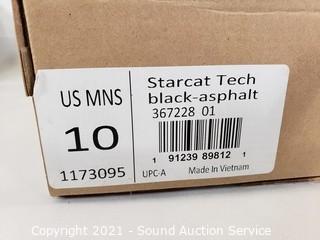 US MNS
10
1173095
Starcat Tech
black-asphalt
367228 01
1 91239 89812 1
UPC-A Made In Vietnam
Copyright 2021 - Sound Auction Service